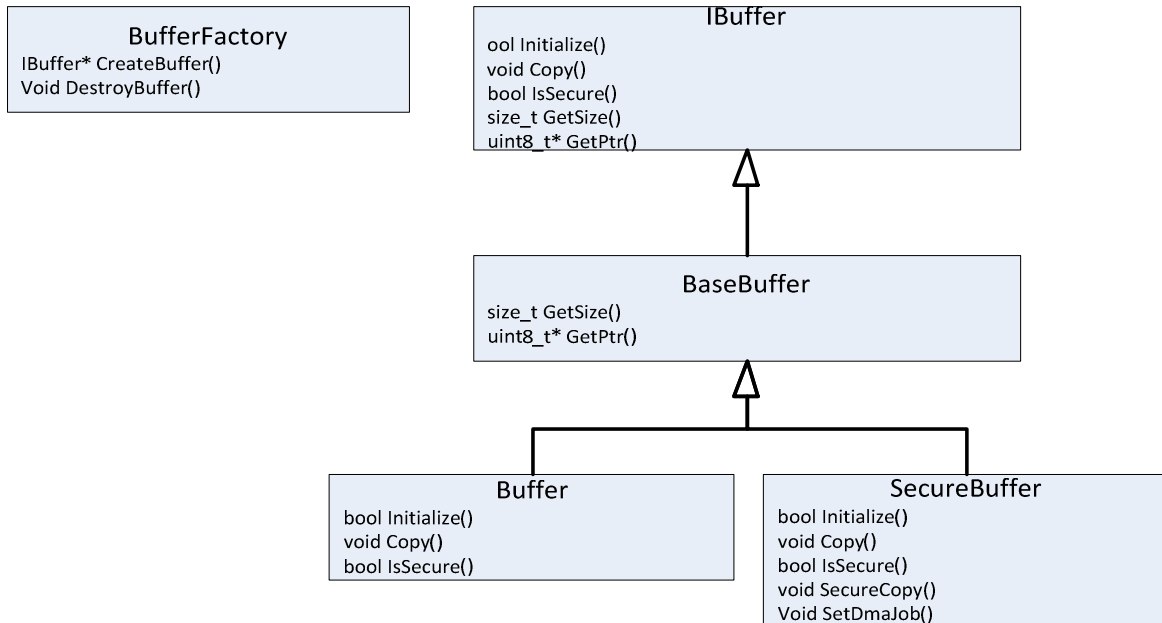 BufferFactory
IBuffer* CreateBuffer()
Void DestroyBuffer()
IBuffer
ool Initialize()
void Copy()
bool IsSecure()
size_t GetSize()
uint8_t* GetPtr()
BaseBuffer
size_t GetSize()
uint8_t* GetPtr()
Buffer
bool Initialize()
void Copy()
bool IsSecure()
SecureBuffer
bool Initialize()
void Copy()
bool IsSecure()
void SecureCopy()
Void SetDmaJob()